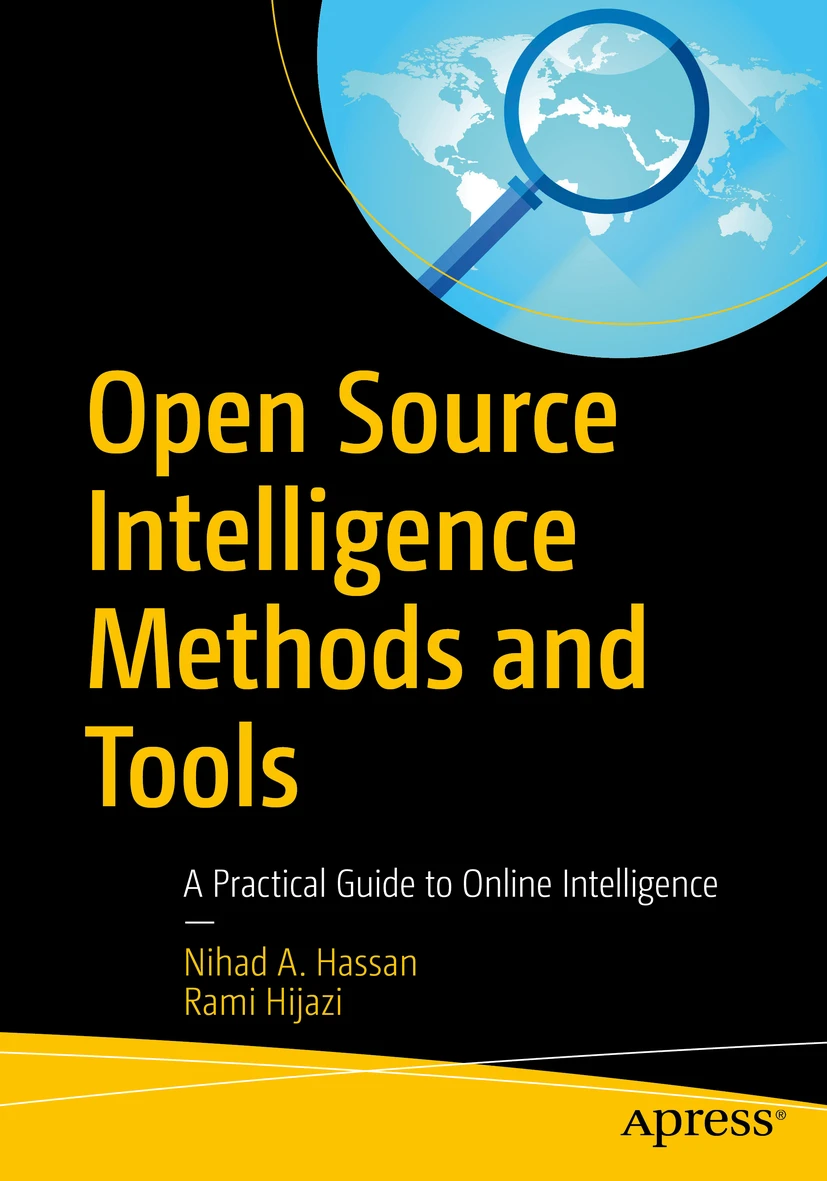 Open Source
Intelligence
Methods and
Tools
A Practical Guide to Online Intelligence
—
Nihad A. Hassan
Rami Hijazi
Apress®